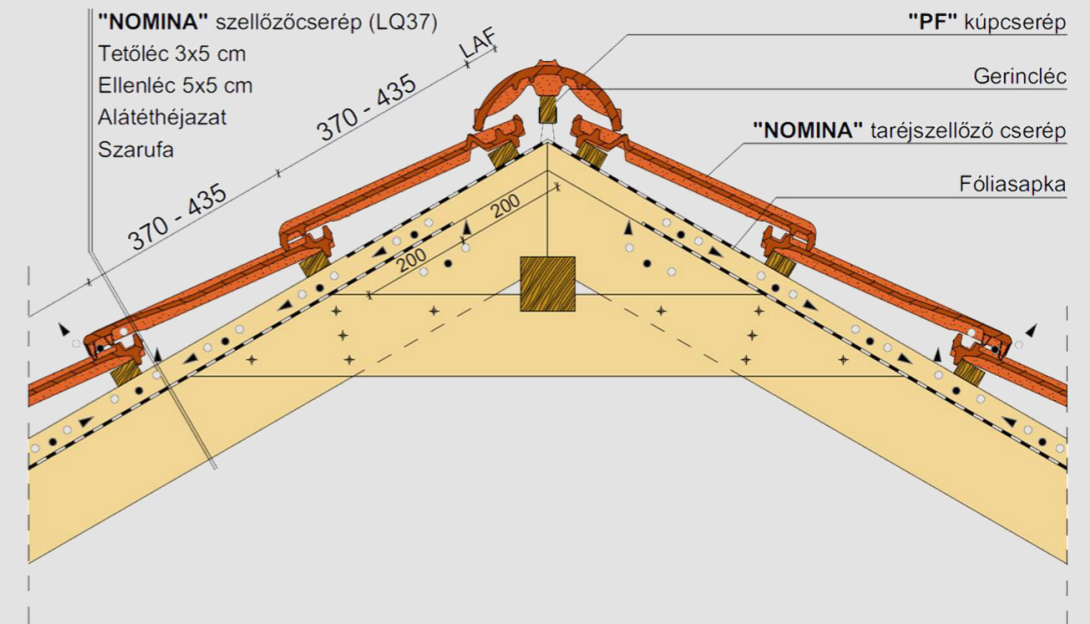 "NOMINA" szellőzőcserép (LQ37)
Tetőléc 3x5 cm
Ellenléc 5x5 cm
Alátéthéjazat
Szarufa
LAF
370 - 435
370 - 435
200
200
"PF" kúpcserép
Gerincléc
"NOMINA" taréjszellőző cserép
Fóliasapka